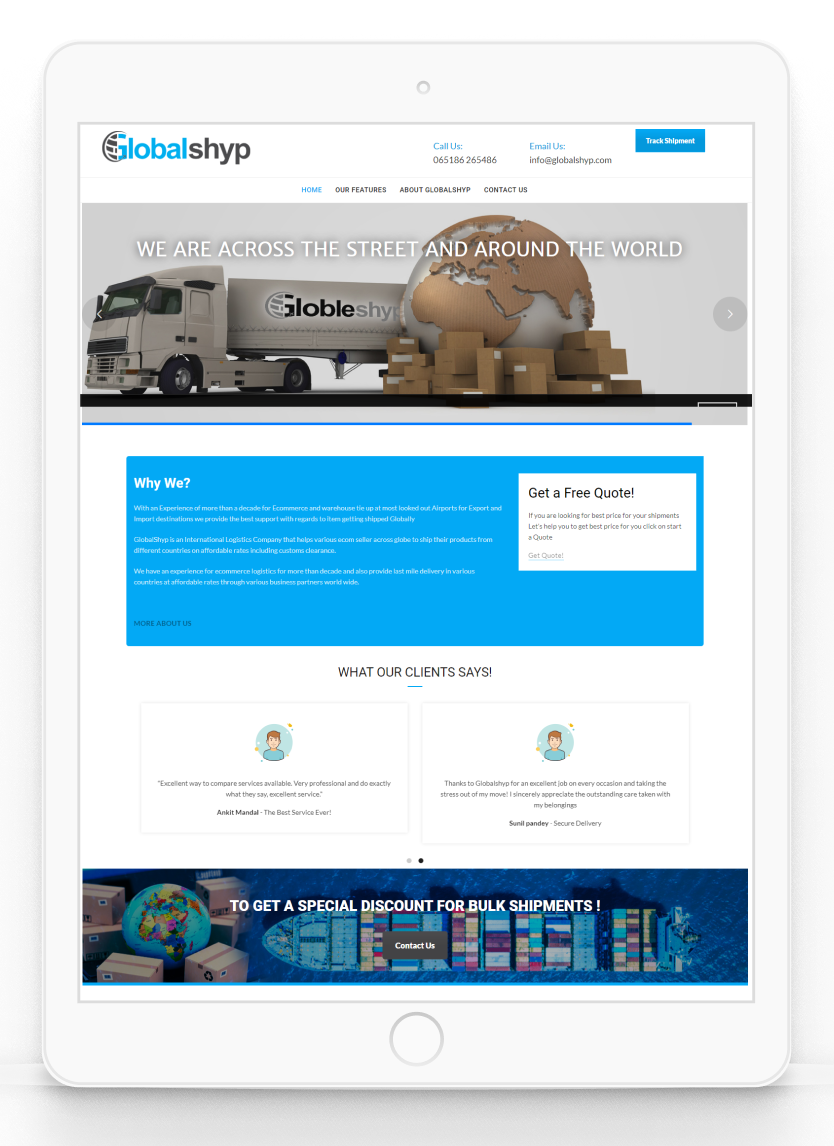 Globalshyp
Call Us:
065186 265486
Email Us:
info@globalshyp.com
Track Shipment
HOME OUR FEATURES ABOUT GLOBALSHYP CONTACT US
WE ARE ACROSS THE STREET AND AROUND THE WORLD
Globleshyp
Why We?
With an Experience of more than a decade for Ecommerce and warehouse tie up at most looked out Airports for Export and
Import destinations we provide the best support with regards to item getting shipped Globally
GlobalShyp is an International Logistics Company that helps various ecom seller across globe to ship their products from
different countries on affordable rates including customs clearance.
We have an experience for ecommerce logistics for more than decade and also provide last mile delivery in various
countries at affordable rates through various business partners world wide.
MORE ABOUT US
Get a Free Quote!
If you are looking for best price for your shipments
Let's help you to get best price for you click on start
a Quote
Get Quote!
WHAT OUR CLIENTS SAYS!
"Excellent way to compare services available. Very professional and do exactly
what they say, excellent service."
Ankit Mandal - The Best Service Ever!
Thanks to Globalshyp for an excellent job on every occasion and taking the
stress out of my move! I sincerely appreciate the outstanding care taken with
my belongings
Sunil pandey - Secure Delivery
TO GET A SPECIAL DISCOUNT FOR BULK SHIPMENTS !
Contact Us